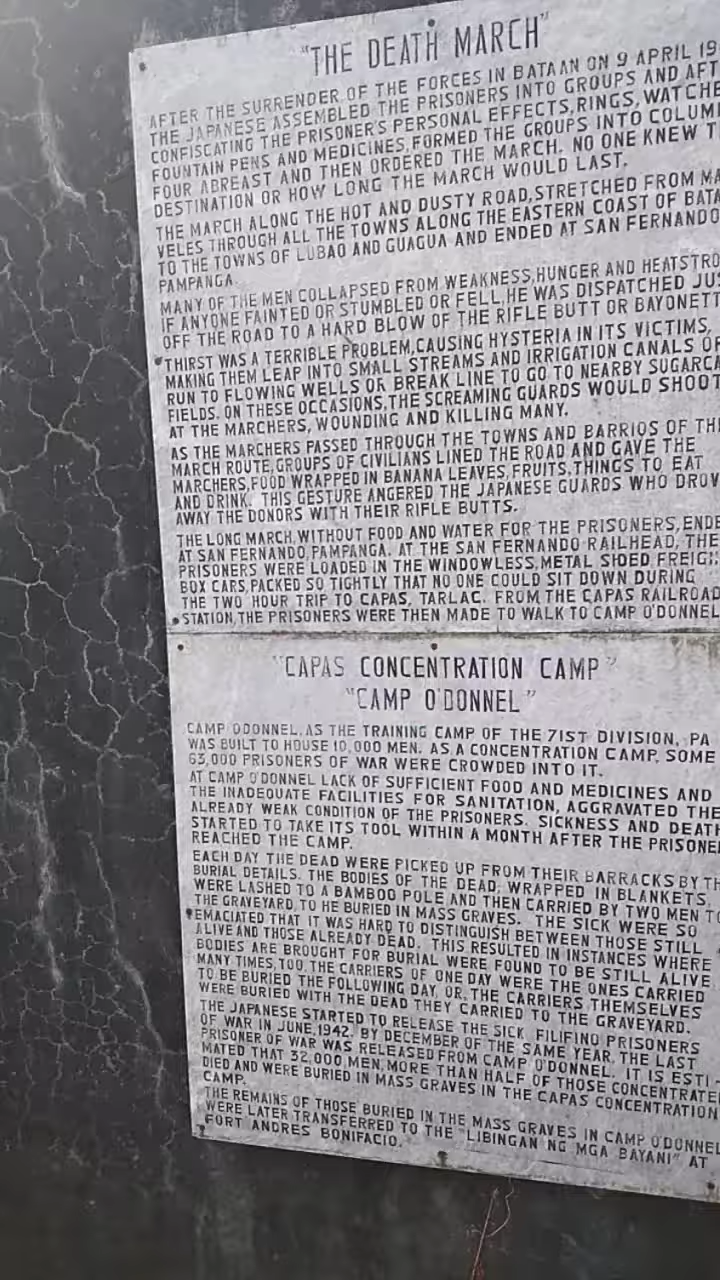 "THE DEATH MARCH"
AFTER THE SURRENDER OF THE FORCES IN BATAAN ON 9 APRIL 19
THE JAPANESE ASSEMBLED THE PRISONERS INTO GROUPS AND AFT
CONFISCATING THE PRISONER'S PERSONAL EFFECTS, RINGS, WATCHE
FOUNTAIN PENS AND MEDICINES, FORMED THE GROUPS INTO COLUM
FOUR ABREAST AND THEN ORDERED THE MARCH. NO ONE KNEW T
DESTINATION OR HOW LONG THE MARCH WOULD LAST.
THE MARCH ALONG THE HOT AND DUSTY ROAD, STRETCHED FROM MA
VELES THROUGH ALL THE TOWNS ALONG THE EASTERN COAST OF BATA
TO THE TOWNS OF LUBAO AND GUAGUA AND ENDED AT SAN FERNANDO
PAMPANGA.
MANY OF THE MEN COLLAPSED FROM WEAKNESS, HUNGER AND HEATSTRO
IF ANYONE FAINTED OR STUMBLED OR FELL, HE WAS DISPATCHED JUS
OFF THE ROAD TO A HARD BLOW OF THE RIFLE BUTT OR BAYONETT
THIRST WAS A TERRIBLE PROBLEM, CAUSING HYSTERIA IN ITS VICTIMS,
MAKING THEM LEAP INTO SMALL STREAMS AND IRRIGATION CANALS OR
RUN TO FLOWING WELLS OR BREAK LINE TO GO TO NEARBY SUGARCA
FIELDS. ON THESE OCCASIONS, THE SCREAMING GUARDS WOULD SHOOT
AT THE MARCHERS, WOUNDING AND KILLING MANY.
AS THE MARCHERS PASSED THROUGH THE TOWNS AND BARRIOS OF TH
MARCH ROUTE, GROUPS OF CIVILIANS LINED THE ROAD AND GAVE THE
MARCHERS, FOOD WRAPPED IN BANANA LEAVES, FRUITS, THINGS TO EAT
AND DRINK. THIS GESTURE ANGERED THE JAPANESE GUARDS WHO DROV
AWAY THE DONORS WITH THEIR RIFLE BUTTS.
THE LONG MARCH, WITHOUT FOOD AND WATER FOR THE PRISONERS, ENDE
AT SAN FERNANDO, PAMPANGA. AT THE SAN FERNANDO RAILHEAD, THE
PRISONERS WERE LOADED IN THE WINDOWLESS, METAL SIDED FREIGH
BOX CARS, PACKED SO TIGHTLY THAT NO ONE COULD SIT DOWN DURING
THE TWO HOUR TRIP TO CAPAS, TARLAC. FROM THE CAPAS RAILROAD
STATION, THE PRISONERS WERE THEN MADE TO WALK TO CAMP O'DONNEL
"CAPAS CONCENTRATION CAMP"
"CAMP O'DONNEL"
CAMP ODONNEL, AS THE TRAINING CAMP OF THE 71ST DIVISION, PA
WAS BUILT TO HOUSE 10,000 MEN. AS A CONCENTRATION CAMP, SOME
63,000 PRISONERS OF WAR WERE CROWDED INTO IT.
AT CAMP O'DONNEL LACK OF SUFFICIENT FOOD AND MEDICINES AND
THE INADEQUATE FACILITIES FOR SANITATION, AGGRAVATED THE
ALREADY WEAK CONDITION OF THE PRISONERS. SICKNESS AND DEATH
STARTED TO TAKE ITS TOOL WITHIN A MONTH AFTER THE PRISONE
REACHED THE CAMP.
EACH DAY THE DEAD WERE PICKED UP FROM THEIR BARRACKS BY TH
BURIAL DETAILS. THE BODIES OF THE DEAD, WRAPPED IN BLANKETS,
WERE LASHED TO A BAMBOO POLE AND THEN CARRIED BY TWO MEN TO
THE GRAVEYARD, TO HE BURIED IN MASS GRAVES. THE SICK WERE SO
EMACIATED THAT IT WAS HARD TO DISTINGUISH BETWEEN THOSE STILL
ALIVE AND THOSE ALREADY DEAD. THIS RESULTED IN INSTANCES WHERE
BODIES ARE BROUGHT FOR BURIAL WERE FOUND TO BE STILL ALIVE.
MANY TIMES, TOO, THE CARRIERS OF ONE DAY WERE THE ONES CARRIED
TO BE BURIED THE FOLLOWING DAY, OR, THE CARRIERS THEMSELVES
WERE BURIED WITH THE DEAD THEY CARRIED TO THE GRAVEYARD.
THE JAPANESE STARTED TO RELEASE THE SICK, FILIPINO PRISONERS
OF WAR IN JUNE, 1942. BY DECEMBER OF THE SAME YEAR, THE LAST
PRISONER OF WAR WAS RELEASED FROM CAMP O'DONNEL. IT IS ESTI-
MATED THAT 32,000 MEN, MORE THAN HALF OF THOSE CONCENTRATE
DIED AND WERE BURIED IN MASS GRAVES IN THE CAPAS CONCENTRATION
CAMP.
THE REMAINS OF THOSE BURIED IN THE MASS GRAVES IN CAMP O'DONNEL
WERE LATER TRANSFERRED TO THE "LIBINGAN NG MGA BAYANI" AT
FORT ANDRES BONIFACIO.